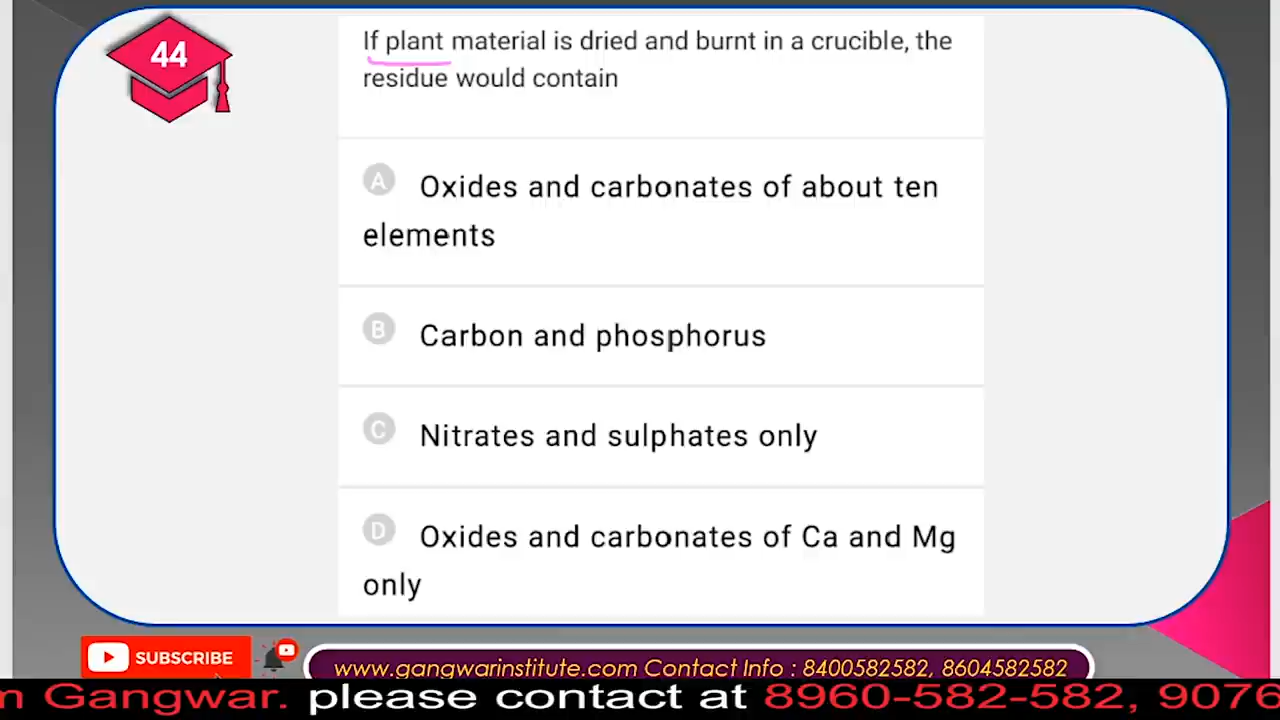 44
If plant material is dried and burnt in a crucible, the
residue would contain
A Oxides and carbonates of about ten
elements
B Carbon and phosphorus
C Nitrates and sulphates only
D Oxides and carbonates of Ca and Mg
only
SUBSCRIBE
www.gangwarinstitute.com Contact Info : 8400582582, 8604582582
m Gangwar. please contact at 8960-582-582, 9076